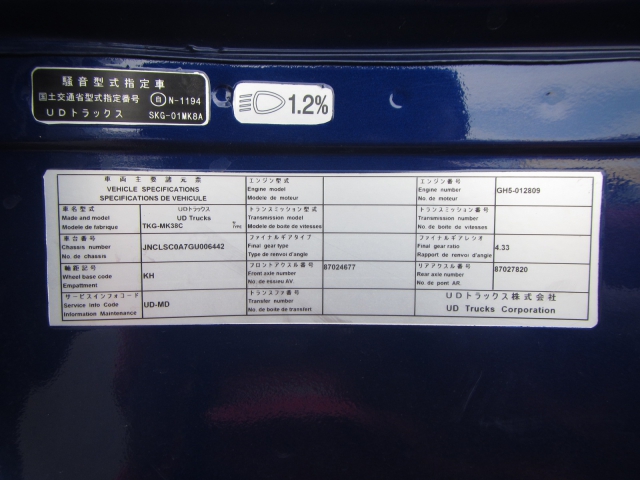 騒音型式指定車
国土交通省型式指定番号 自 N-1194
UDトラックス SKG-01MK8A
1.2%
車両主要諸元票
VEHICLE SPECIFICATIONS
SPECIFICATIONS DE VEHICULE
エンジン型式
Engine model
Modele de moteur
エンジン番号
Engine number
No. de moteur
GH5-012809
車名型式
Made and model
Modele de fabrique
UDトラックス
UD Trucks
TKG-MK38C
トランスミッション型式
Transmission model
Modele de boite de vitesses
トランスミッション番号
Transmission number
No. de boite de vitesses
車台番号
Chassis number
No. de chassis
JNCLSC0A7GU006442
ファイナルギアタイプ
Final gear type
Type de renvoi d'angle
ファイナルギアレシオ
Final gear ratio
Rapport de renvoi d'angle
4.33
軸距記号
Wheel base code
Empattment
KH
フロントアクスル番号
Front axle number
No. de essieu AV.
87024677
リアアクスル番号
Rear axle number
No. de pont AR.
87027820
サービスインフォコード
Service Info Code
Information Maintenance
UD-MD
トランスファ番号
Transfer number
No. de boite de transfert
UDトラックス株式会社
UD Trucks Corporation